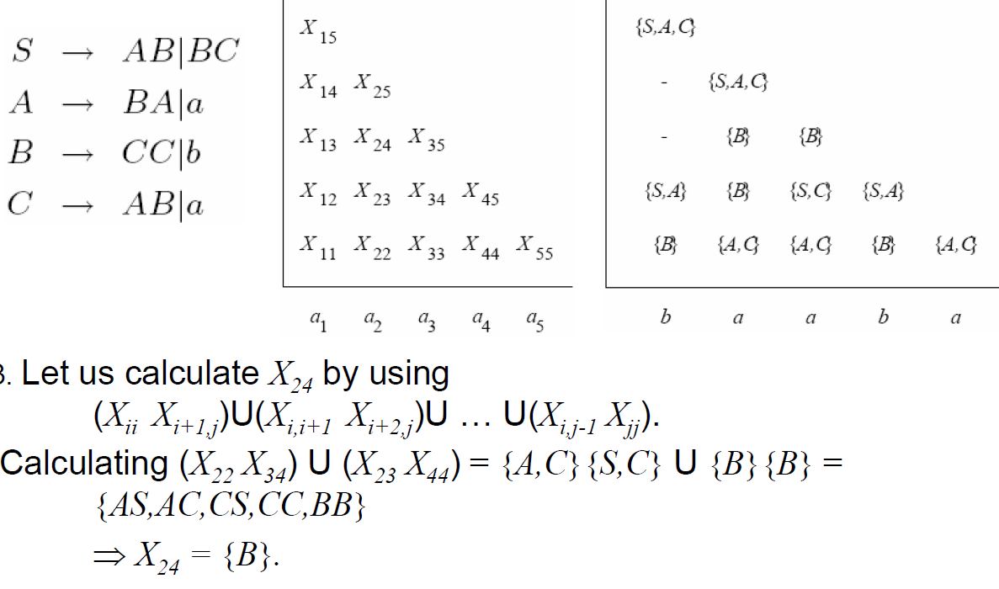 S → AB|BC
A → BA|a
B → CC|b
C → AB|a
X15
X14 X25
X13 X24 X35
X12 X23 X34 X45
X11 X22 X33 X44 X55
a1 a2 a3 a4 a5
{S,A,C}
- {S,A,C}
- {B} {B}
{S,A} {B} {S,C} {S,A}
{B} {A,C} {A,C} {B} {A,C}
b a a b a
3. Let us calculate X24 by using
(Xii Xi+1,j)U(Xi,i+1 Xi+2,j)U … U(Xi,j-1 Xjj).
Calculating (X22 X34) U (X23 X44) = {A,C}{S,C} U {B}{B} =
{AS,AC,CS,CC,BB}
⇒ X24 = {B}.